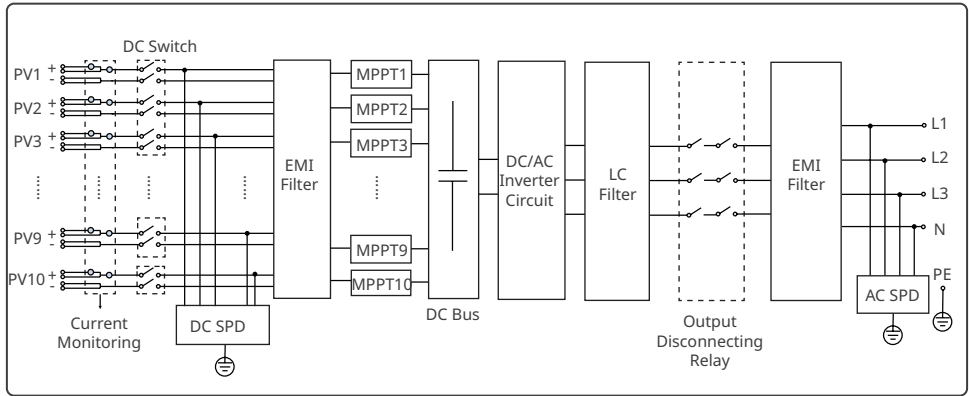 DC Switch
PV1 + -
PV2 + -
PV3 + -
PV9 + -
PV10 + -
Current
Monitoring
DC SPD
EMI
Filter
MPPT1
MPPT2
MPPT3
MPPT9
MPPT10
DC Bus
DC/AC
Inverter
Circuit
LC
Filter
Output
Disconnecting
Relay
EMI
Filter
L1
L2
L3
N
PE
AC SPD